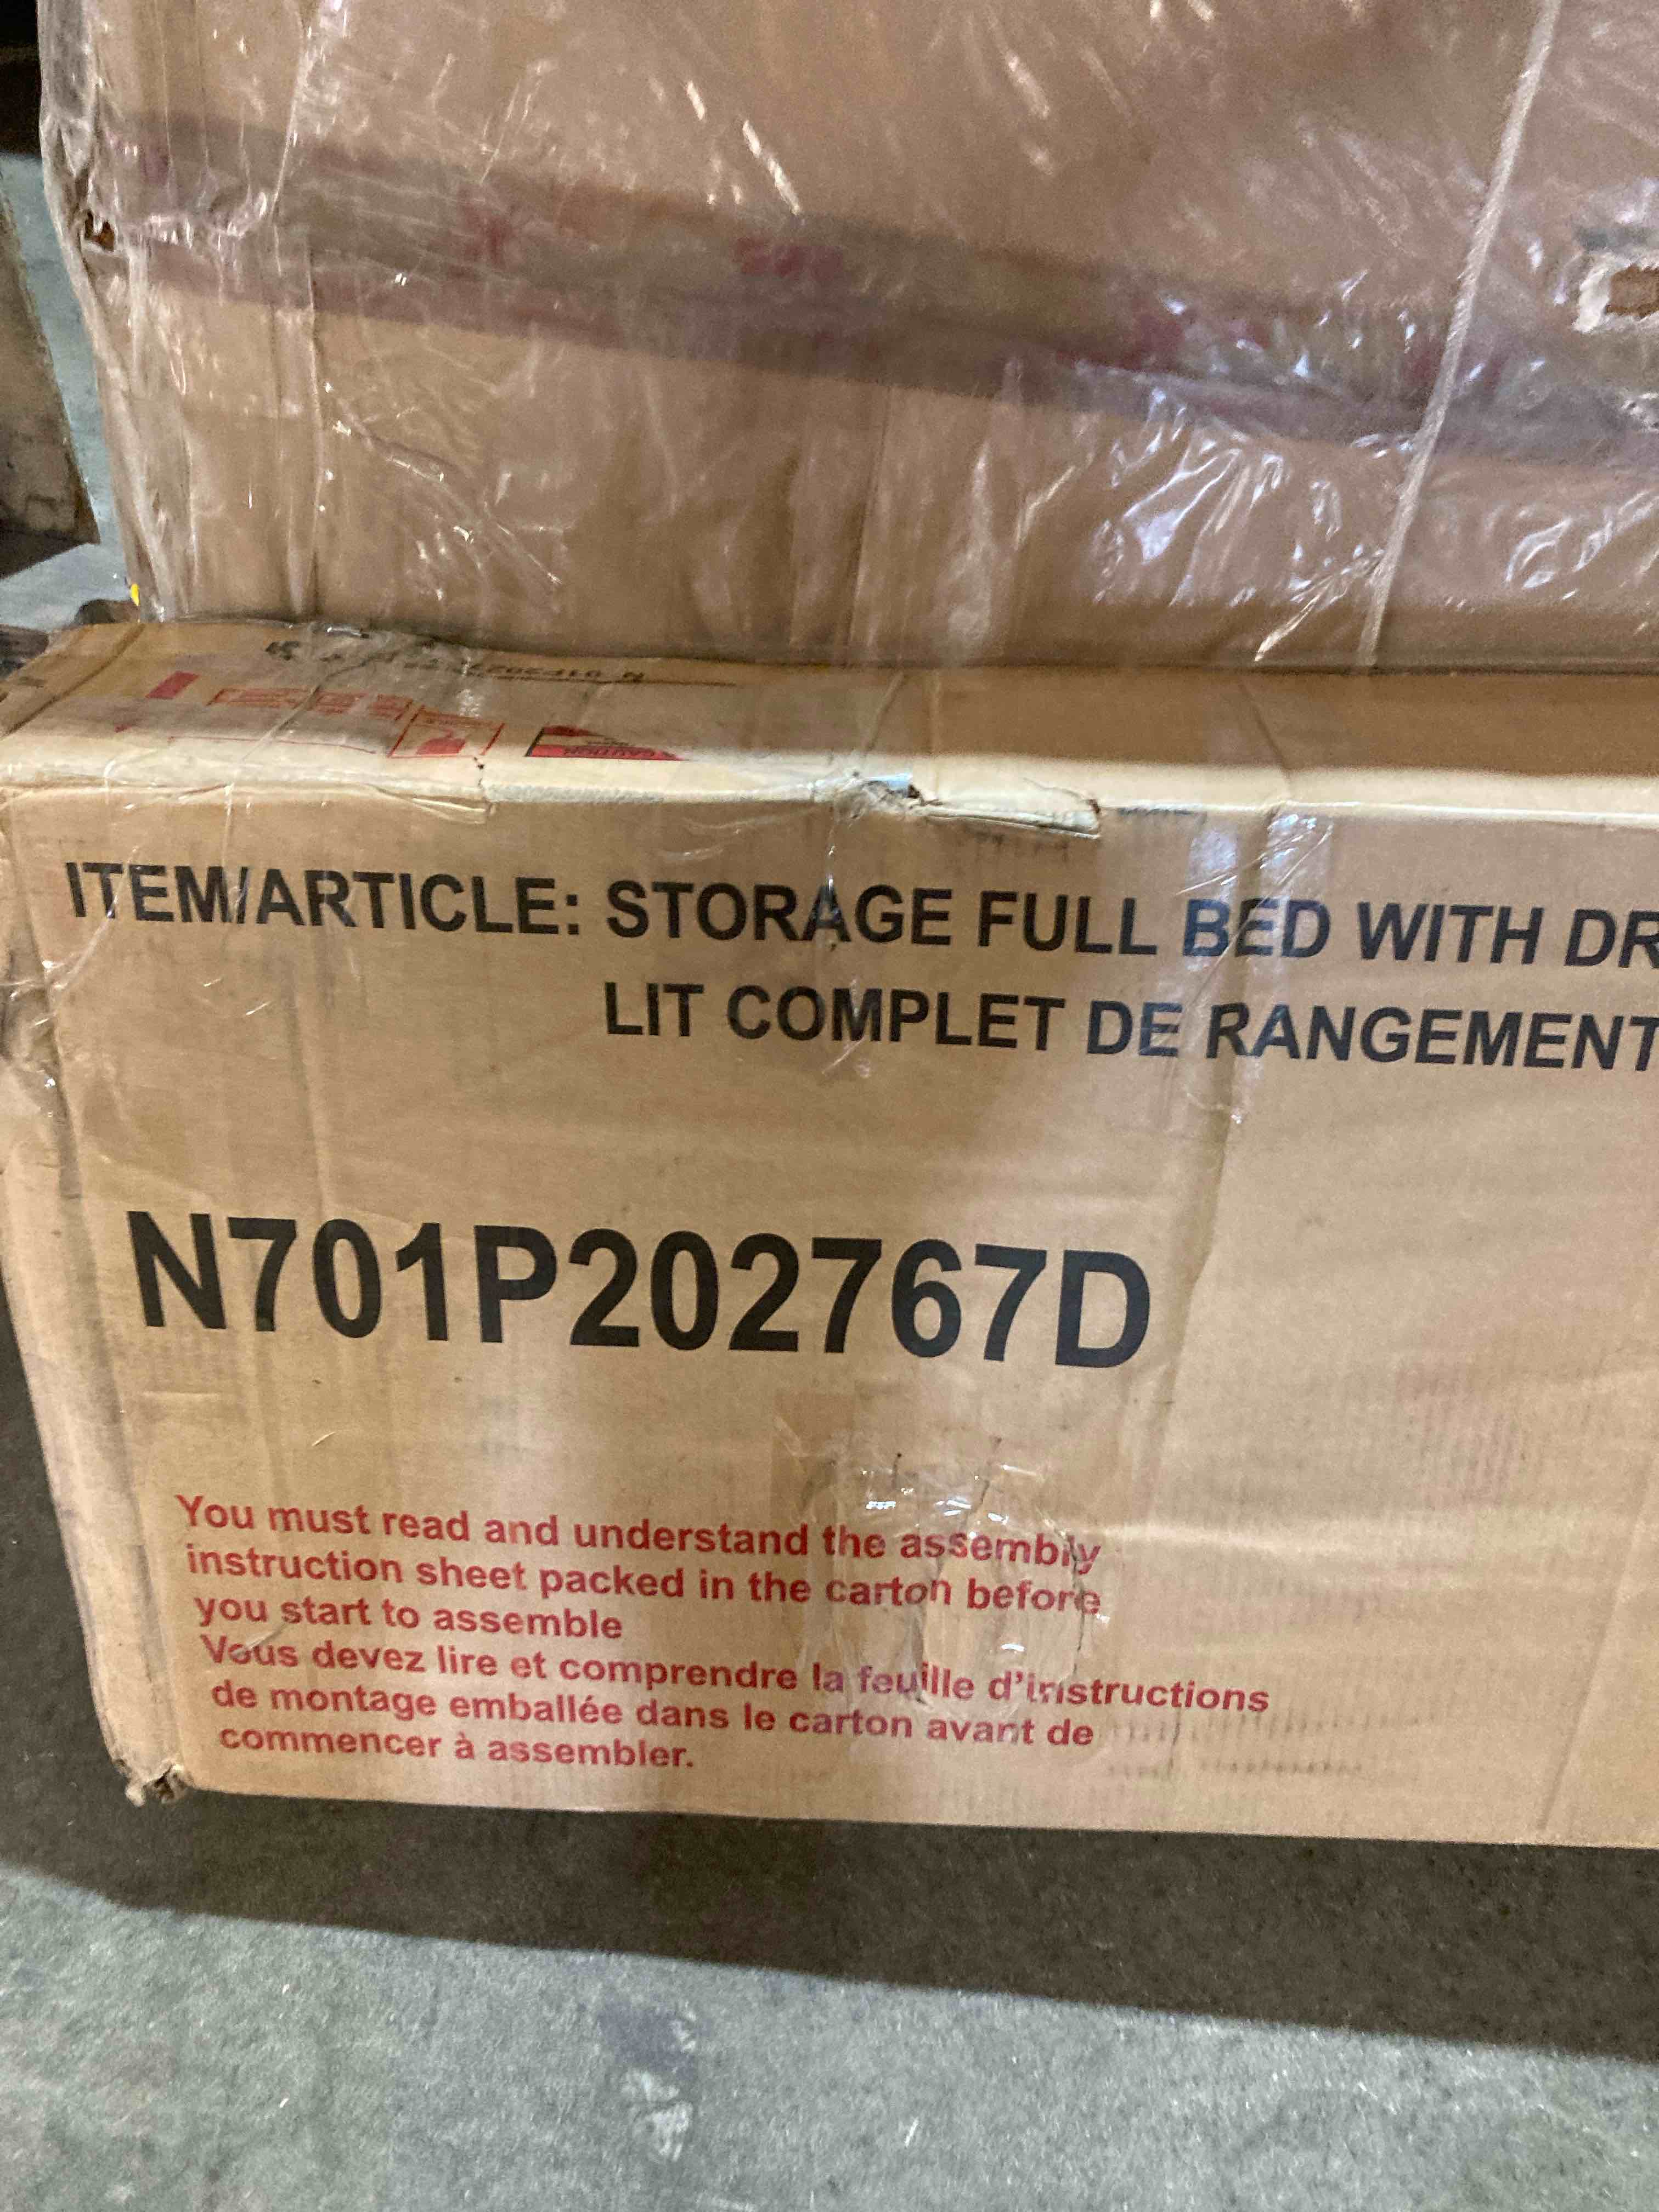 ITEM/ARTICLE: STORAGE FULL BED WITH DR
LIT COMPLET DE RANGEMENT
N701P202767D
You must read and understand the assembly
instruction sheet packed in the carton before
you start to assemble
Vous devez lire et comprendre la feuille d'instructions
de montage emballée dans le carton avant de
commencer à assembler.
CAUTION